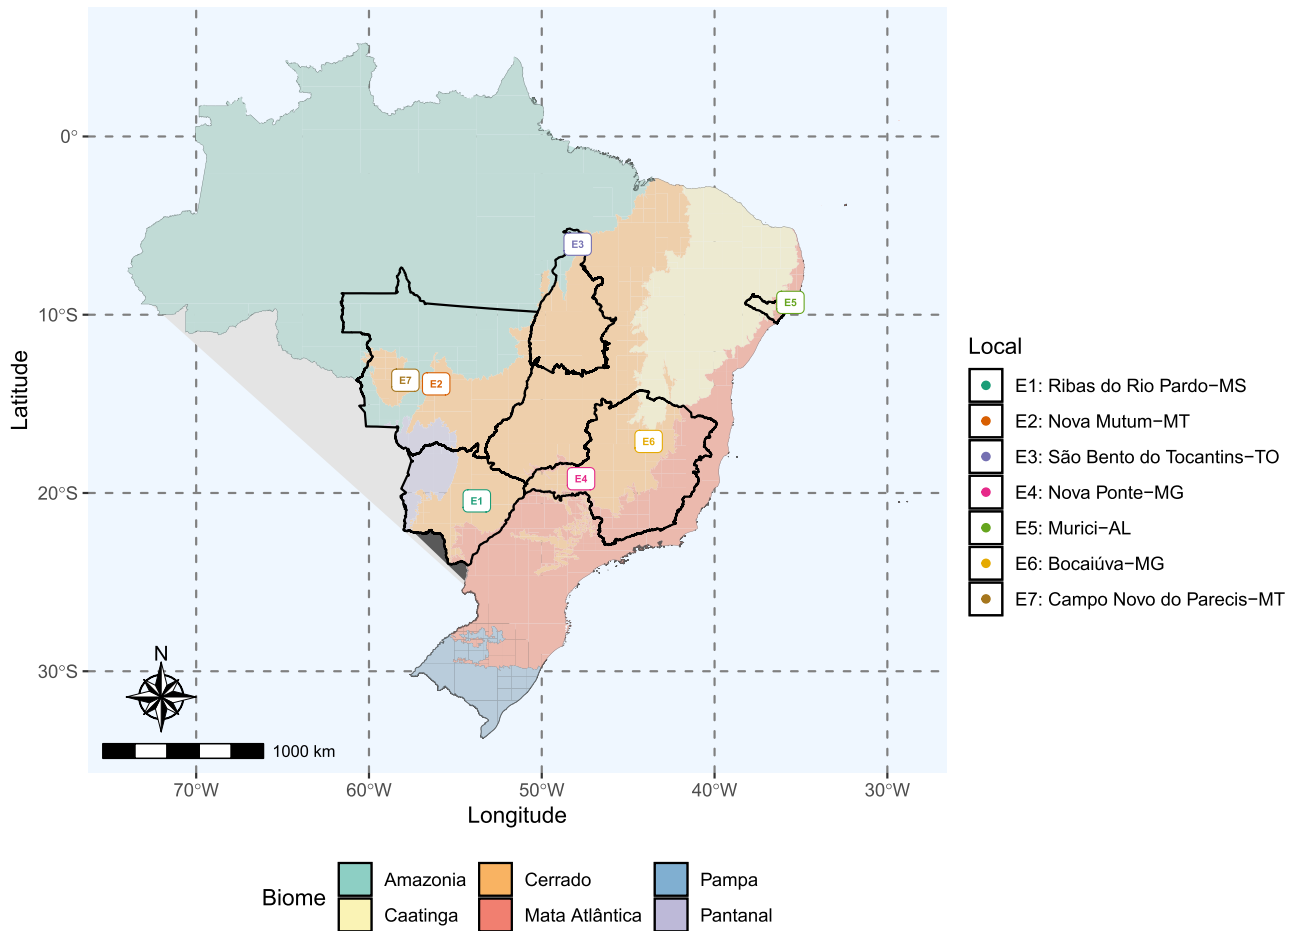 0°
10°S
20°S
30°S
Latitude
E3
E5
E7
E2
E6
E4
E1
N
1000 km
70°W
60°W
50°W
40°W
30°W
Longitude
Local
E1: Ribas do Rio Pardo−MS
E2: Nova Mutum−MT
E3: São Bento do Tocantins−TO
E4: Nova Ponte−MG
E5: Murici−AL
E6: Bocaiúva−MG
E7: Campo Novo do Parecis−MT
Biome
Amazonia
Cerrado
Pampa
Caatinga
Mata Atlântica
Pantanal